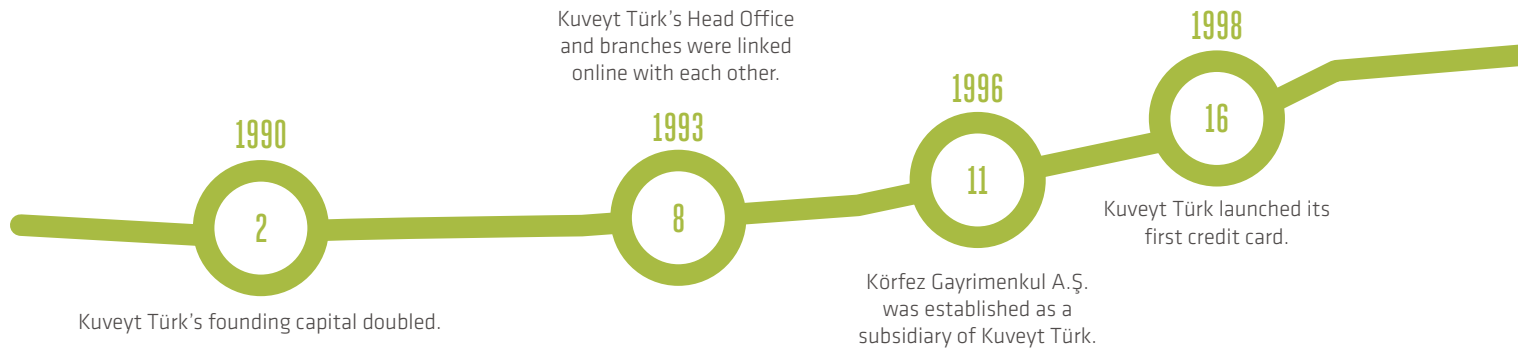 1990
2
Kuveyt Türk’s founding capital doubled.
Kuveyt Türk’s Head Office
and branches were linked
online with each other.
1993
8
1996
11
Körfez Gayrimenkul A.Ş.
was established as a
subsidiary of Kuveyt Türk.
1998
16
Kuveyt Türk launched its
first credit card.